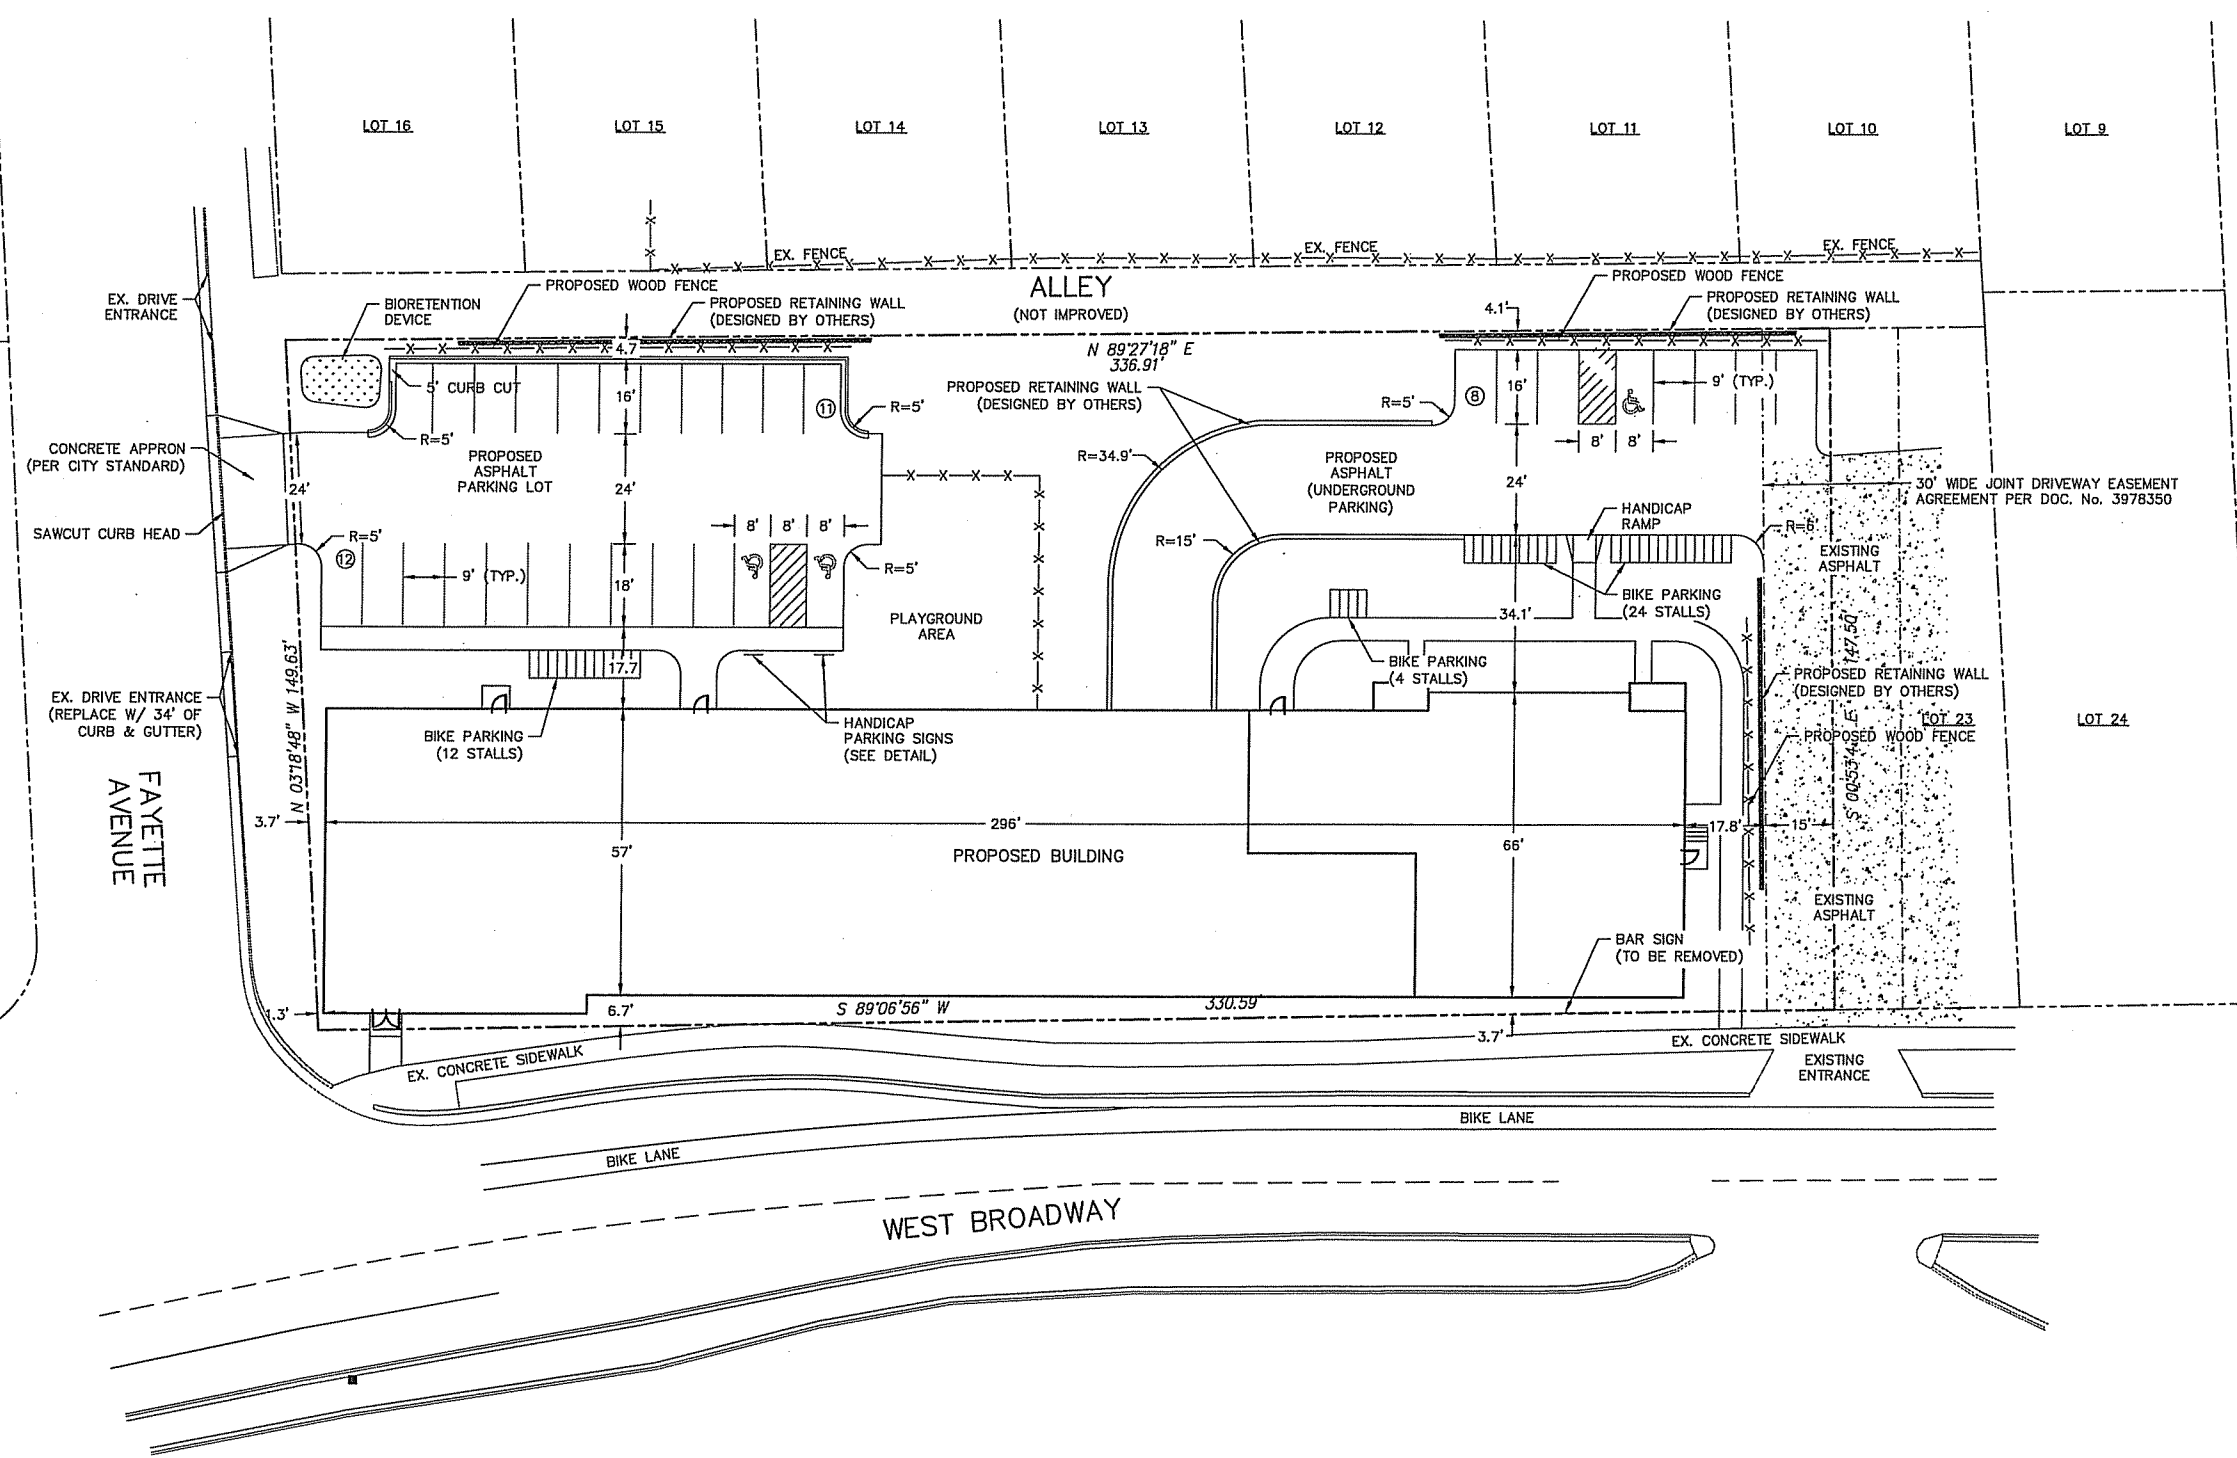 LOT 16
LOT 15
LOT 14
LOT 13
LOT 12
LOT 11
LOT 10
LOT 9
EX. FENCE
EX. FENCE
EX. FENCE
EX. DRIVE
ENTRANCE
BIORETENTION
DEVICE
PROPOSED WOOD FENCE
PROPOSED RETAINING WALL
(DESIGNED BY OTHERS)
ALLEY
(NOT IMPROVED)
PROPOSED WOOD FENCE
PROPOSED RETAINING WALL
(DESIGNED BY OTHERS)
4.1'
4.7
N 89°27'18" E
336.91'
5' CURB CUT
16'
11
R=5'
R=5'
PROPOSED RETAINING WALL
(DESIGNED BY OTHERS)
R=5'
8
16'
9' (TYP.)
8'
8'
CONCRETE APPRON
(PER CITY STANDARD)
24'
PROPOSED
ASPHALT
PARKING LOT
24'
R=34.9'
PROPOSED
ASPHALT
(UNDERGROUND
PARKING)
24'
30' WIDE JOINT DRIVEWAY EASEMENT
AGREEMENT PER DOC. No. 3978350
SAWCUT CURB HEAD
R=5'
12
9' (TYP.)
8'
8'
8'
18'
R=5'
R=15'
HANDICAP
RAMP
R=6'
EXISTING
ASPHALT
PLAYGROUND
AREA
BIKE PARKING
(24 STALLS)
34.1'
N 03°18'48" W 149.63'
17.7
BIKE PARKING
(4 STALLS)
S 00°53'4 E 147.50'
PROPOSED RETAINING WALL
(DESIGNED BY OTHERS)
EX. DRIVE ENTRANCE
(REPLACE W/ 34' OF
CURB & GUTTER)
BIKE PARKING
(12 STALLS)
HANDICAP
PARKING SIGNS
(SEE DETAIL)
LOT 23
LOT 24
PROPOSED WOOD FENCE
FAYETTE
AVENUE
3.7'
296'
17.8'
15'
57'
PROPOSED BUILDING
66'
EXISTING
ASPHALT
BAR SIGN
(TO BE REMOVED)
1.3'
6.7'
S 89°06'56" W
330.59'
3.7'
EX. CONCRETE SIDEWALK
EX. CONCRETE SIDEWALK
EXISTING
ENTRANCE
BIKE LANE
BIKE LANE
WEST BROADWAY